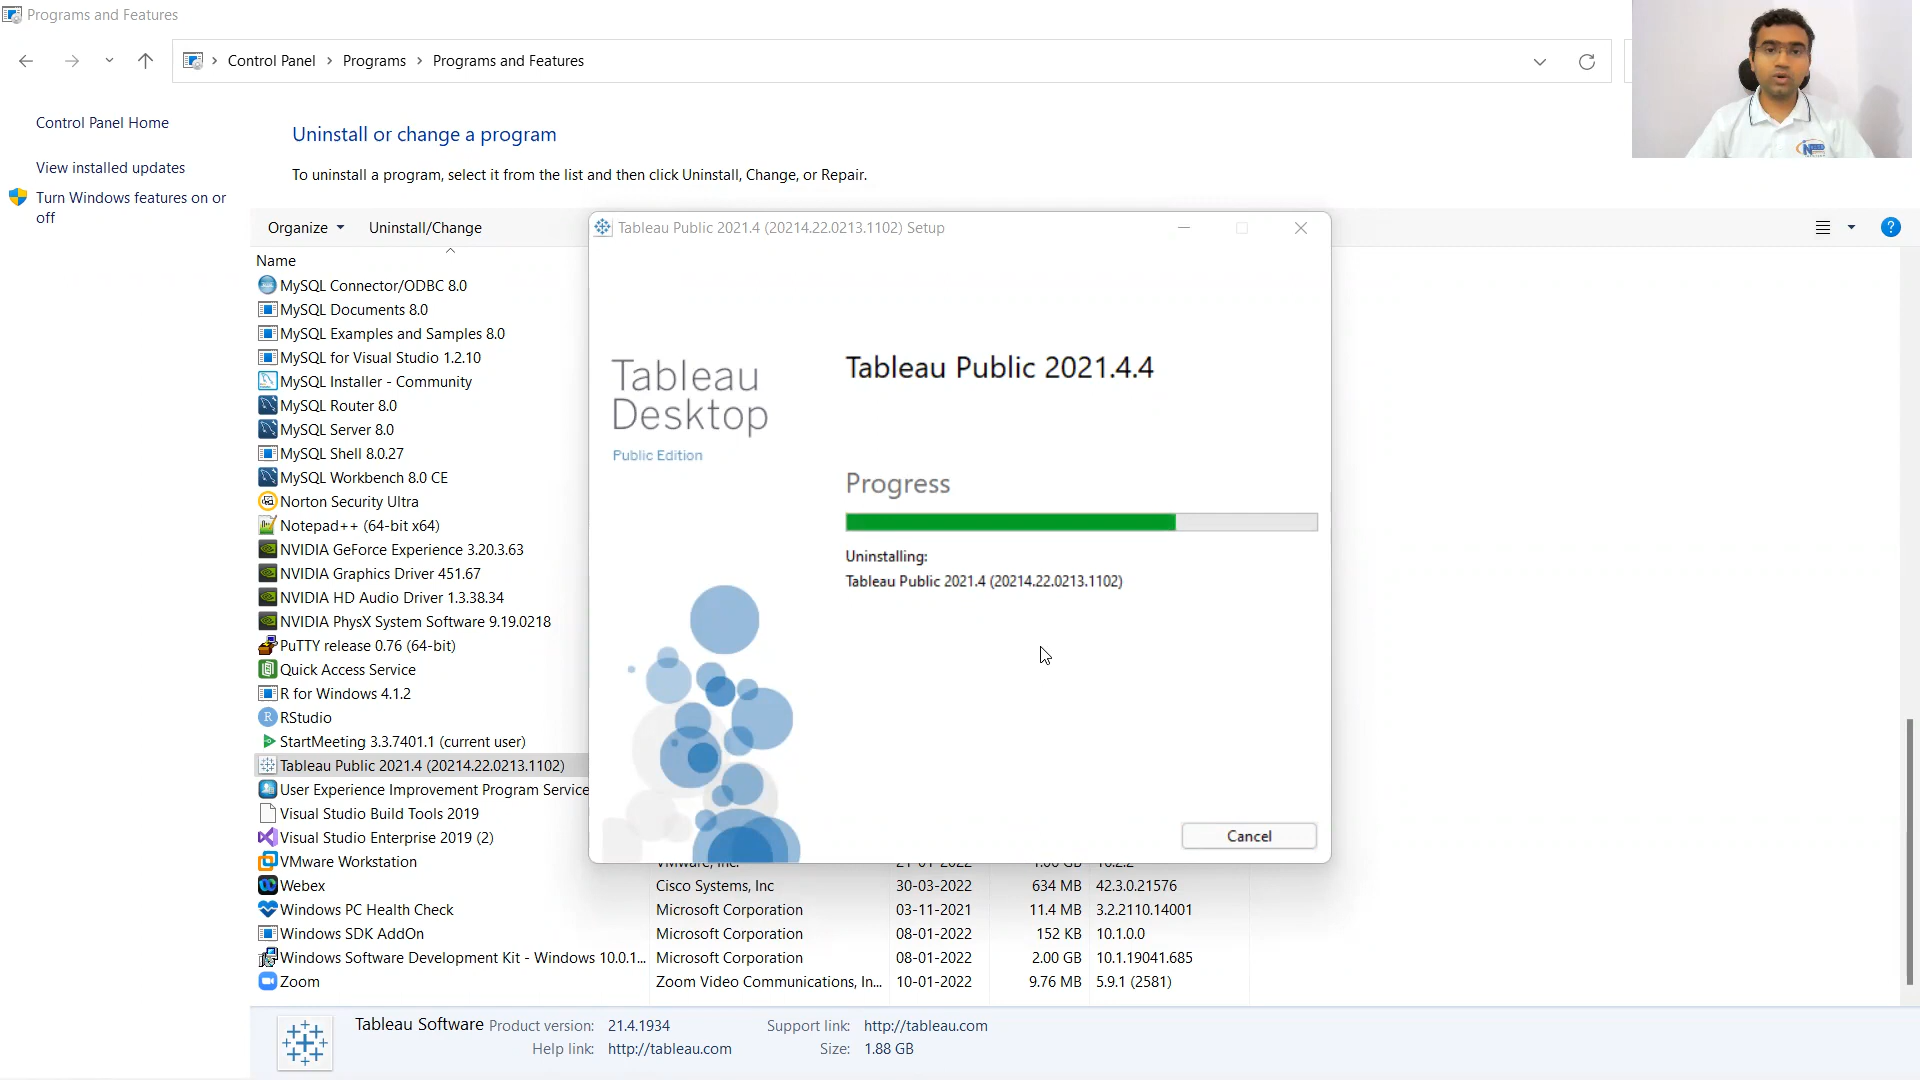 Programs and Features
Control Panel > Programs > Programs and Features
Control Panel Home
View installed updates
Turn Windows features on or
off
Uninstall or change a program
To uninstall a program, select it from the list and then click Uninstall, Change, or Repair.
Organize
Uninstall/Change
Name
MySQL Connector/ODBC 8.0
MySQL Documents 8.0
MySQL Examples and Samples 8.0
MySQL for Visual Studio 1.2.10
MySQL Installer - Community
MySQL Router 8.0
MySQL Server 8.0
MySQL Shell 8.0.27
MySQL Workbench 8.0 CE
Norton Security Ultra
Notepad++ (64-bit x64)
NVIDIA GeForce Experience 3.20.3.63
NVIDIA Graphics Driver 451.67
NVIDIA HD Audio Driver 1.3.38.34
NVIDIA PhysX System Software 9.19.0218
PuTTY release 0.76 (64-bit)
Quick Access Service
R for Windows 4.1.2
RStudio
StartMeeting 3.3.7401.1 (current user)
Tableau Public 2021.4 (20214.22.0213.1102)
User Experience Improvement Program Service
Visual Studio Build Tools 2019
Visual Studio Enterprise 2019 (2)
VMware Workstation
Webex Cisco Systems, Inc 30-03-2022 634 MB 42.3.0.21576
Windows PC Health Check Microsoft Corporation 03-11-2021 11.4 MB 3.2.2110.14001
Windows SDK AddOn Microsoft Corporation 08-01-2022 152 KB 10.1.0.0
Windows Software Development Kit - Windows 10.0.1... Microsoft Corporation 08-01-2022 2.00 GB 10.1.19041.685
Zoom Zoom Video Communications, In... 10-01-2022 9.76 MB 5.9.1 (2581)
Tableau Public 2021.4 (20214.22.0213.1102) Setup
Tableau
Desktop
Public Edition
Tableau Public 2021.4.4
Progress
Uninstalling:
Tableau Public 2021.4 (20214.22.0213.1102)
Cancel
Tableau Software Product version: 21.4.1934 Support link: http://tableau.com
Help link: http://tableau.com Size: 1.88 GB